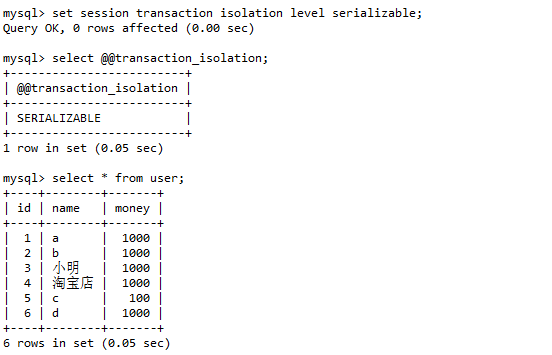 mysql> set session transaction isolation level serializable;
Query OK, 0 rows affected (0.00 sec)
mysql> select @@transaction_isolation;
+-------------------------+
| @@transaction_isolation |
+-------------------------+
| SERIALIZABLE            |
+-------------------------+
1 row in set (0.05 sec)
mysql> select * from user;
+----+--------+-------+
| id | name   | money |
+----+--------+-------+
|  1 | a      |  1000 |
|  2 | b      |  1000 |
|  3 | 小明   |  1000 |
|  4 | 淘宝店 |  1000 |
|  5 | c      |   100 |
|  6 | d      |  1000 |
+----+--------+-------+
6 rows in set (0.05 sec)